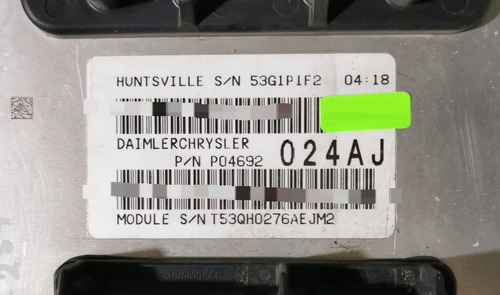 HUNTSVILLE S/N 53G1P1F2 04:18
DAIMLERCHRYSLER
P/N P04692 024AJ
MODULE S/N T53QH0276AEJM2